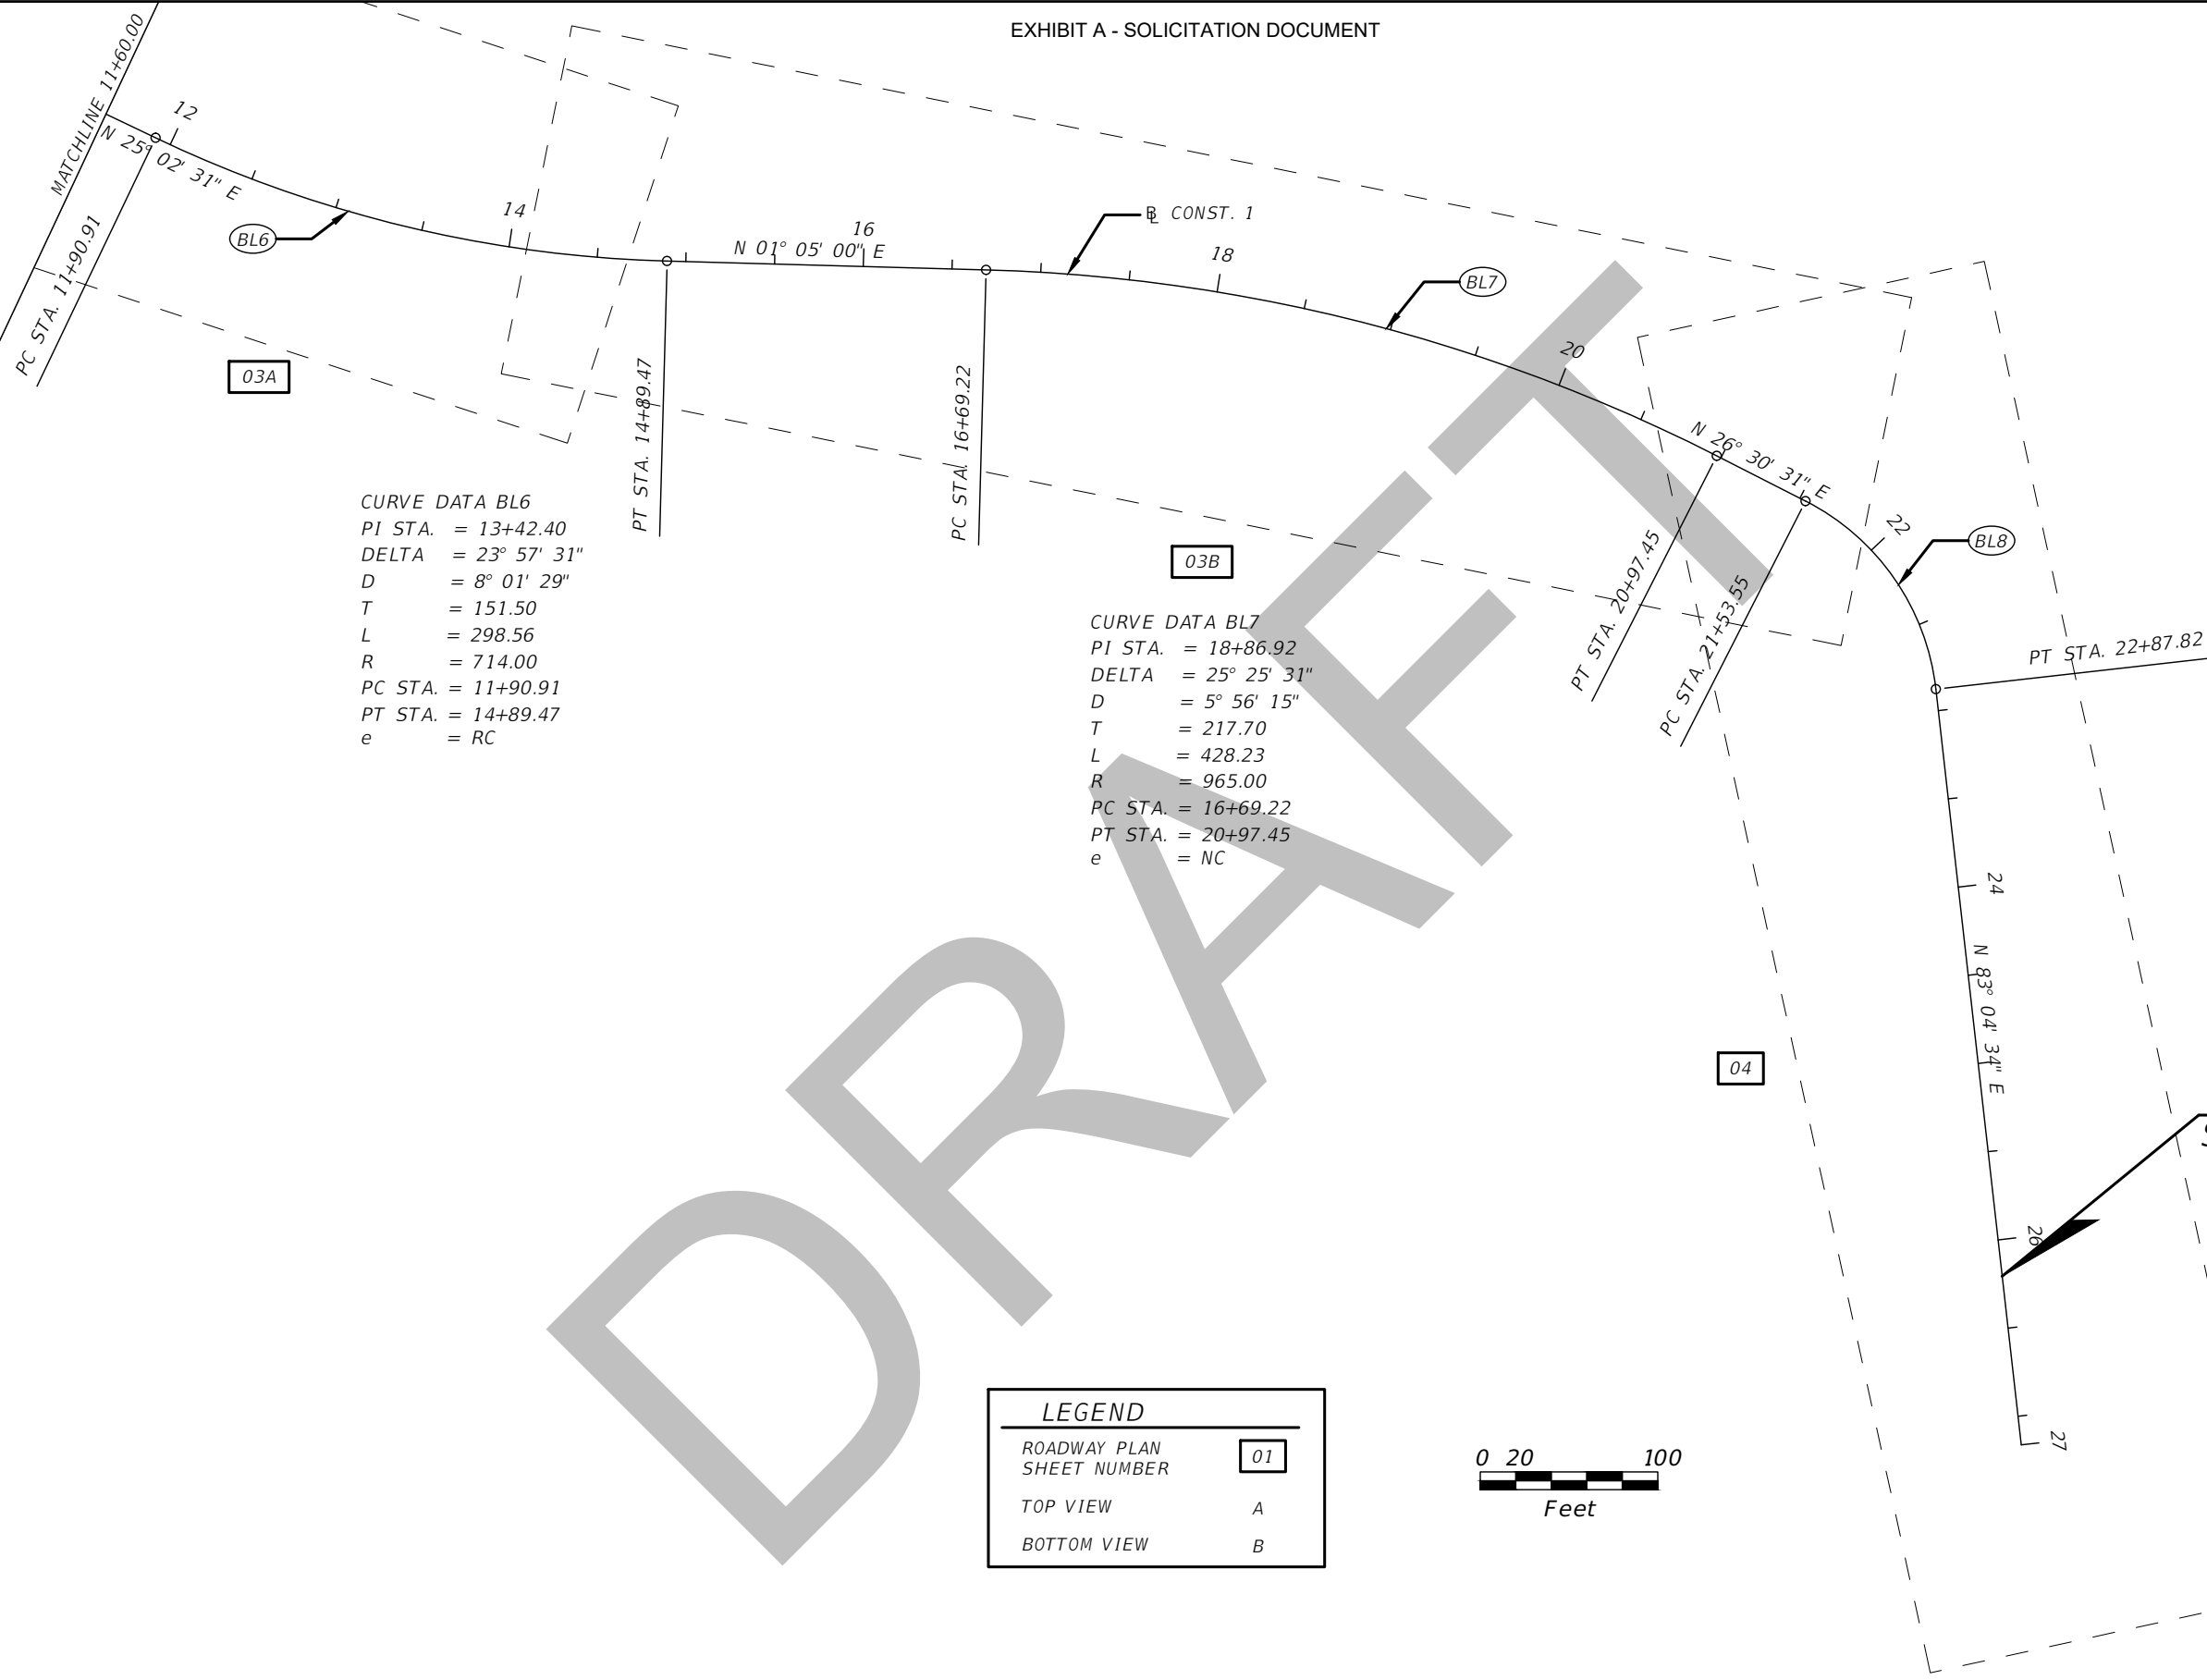 EXHIBIT A - SOLICITATION DOCUMENT
MATCHLINE 11+60.00
12
N 25° 02' 31" E
PC STA. 11+90.91
BL6
14
03A
N 01° 05' 00" E
16
PT STA. 14+89.47
PC STA. 16+69.22
BL CONST. 1
18
BL7
20
N 26° 30' 31" E
PT STA. 20+97.45
PC STA. 21+53.55
22
BL8
PT STA. 22+87.82
03B
CURVE DATA BL6
PI STA. = 13+42.40
DELTA = 23° 57' 31"
D = 8° 01' 29"
T = 151.50
L = 298.56
R = 714.00
PC STA. = 11+90.91
PT STA. = 14+89.47
e = RC
CURVE DATA BL7
PI STA. = 18+86.92
DELTA = 25° 25' 31"
D = 5° 56' 15"
T = 217.70
L = 428.23
R = 965.00
PC STA. = 16+69.22
PT STA. = 20+97.45
e = NC
24
N 83° 04' 34" E
04
26
27
DRAFT
LEGEND
ROADWAY PLAN
SHEET NUMBER 01
TOP VIEW A
BOTTOM VIEW B
0 20 100
Feet